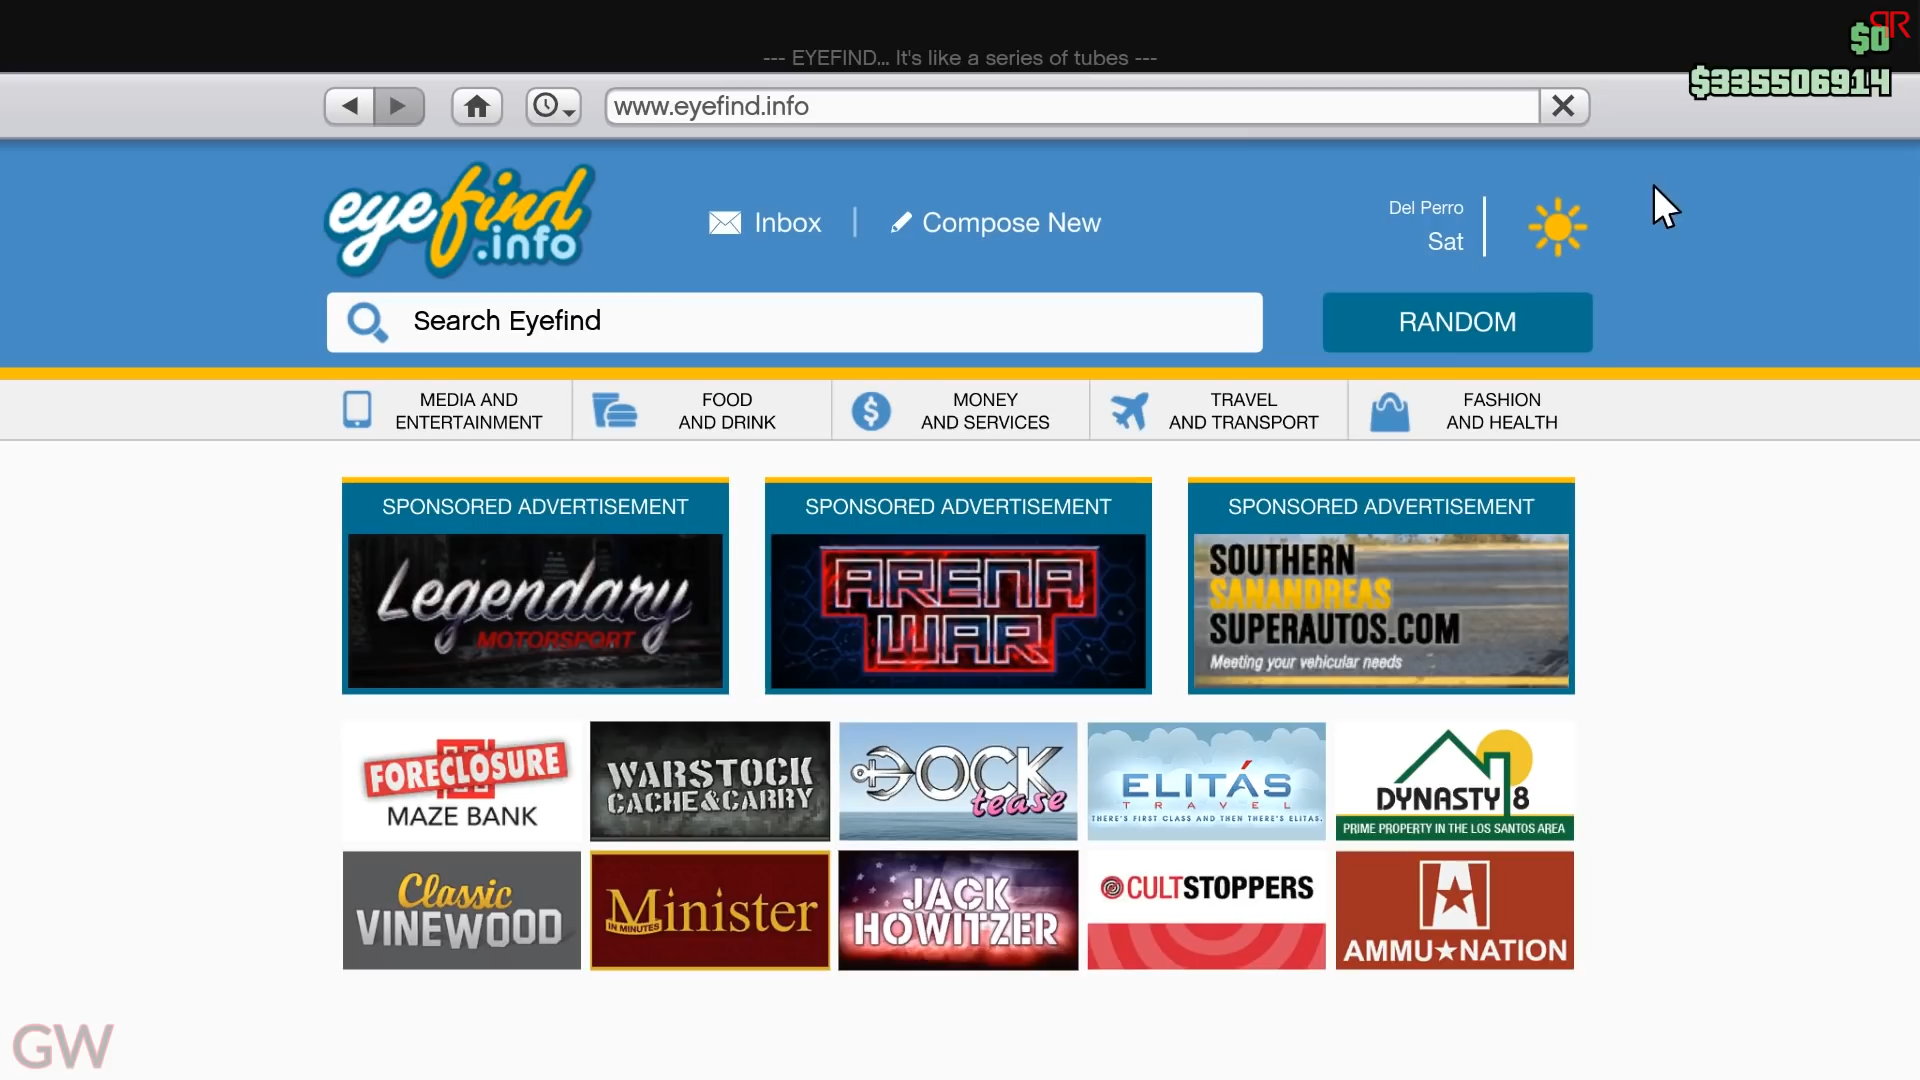 $0
RR
--- EYEFIND... It's like a series of tubes ---
$335506914
www.eyefind.info
eyefind
.info
Inbox
Compose New
Del Perro
Sat
Search Eyefind
RANDOM
MEDIA AND
ENTERTAINMENT
FOOD
AND DRINK
MONEY
AND SERVICES
TRAVEL
AND TRANSPORT
FASHION
AND HEALTH
SPONSORED ADVERTISEMENT
Legendary
MOTORSPORT
SPONSORED ADVERTISEMENT
ARENA
WAR
SPONSORED ADVERTISEMENT
SOUTHERN
SANANDREAS
SUPERAUTOS.COM
Meeting your vehicular needs
FORECLOSURE
MAZE BANK
WARSTOCK
CACHE&CARRY
DOCK
tease
ELITÁS
TRAVEL
THERE'S FIRST CLASS AND THEN THERE'S ELITAS.
DYNASTY 8
PRIME PROPERTY IN THE LOS SANTOS AREA
Classic
VINEWOOD
Minister
IN MINUTES
JACK
HOWITZER
CULTSTOPPERS
AMMU★NATION
GW